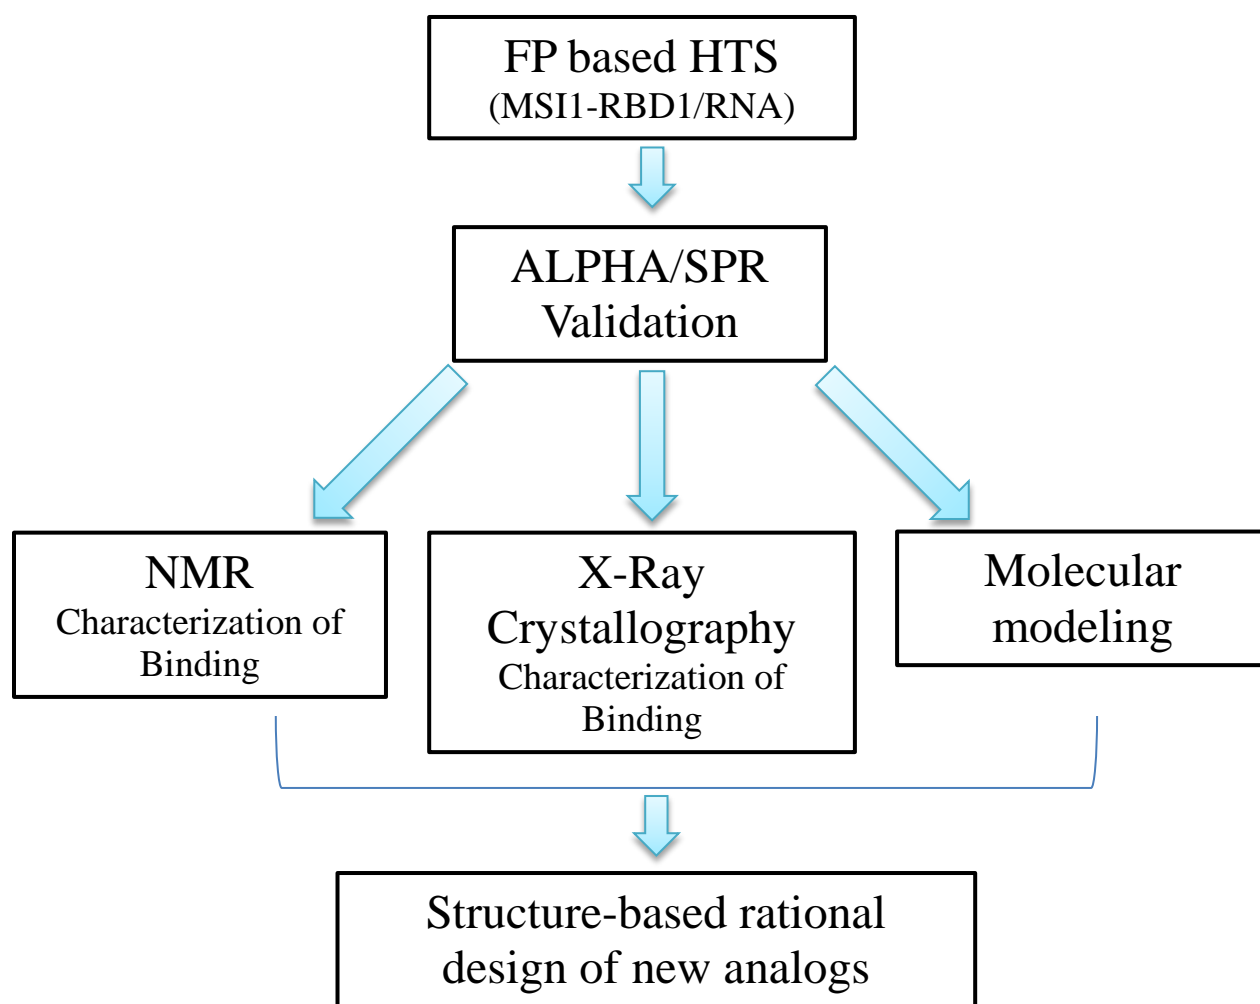 FP based HTS
(MSI1-RBD1/RNA)
ALPHA/SPR
Validation
NMR
Characterization of
Binding
X-Ray
Crystallography
Characterization of
Binding
Molecular
modeling
Structure-based rational
design of new analogs